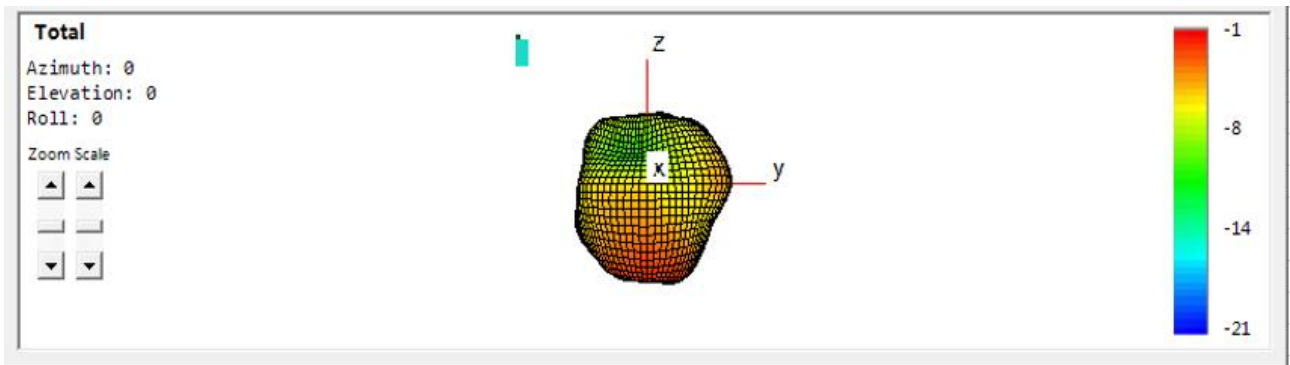 Total
Azimuth: 0
Elevation: 0
Roll: 0
Zoom Scale
z
x
y
-1
-8
-14
-21